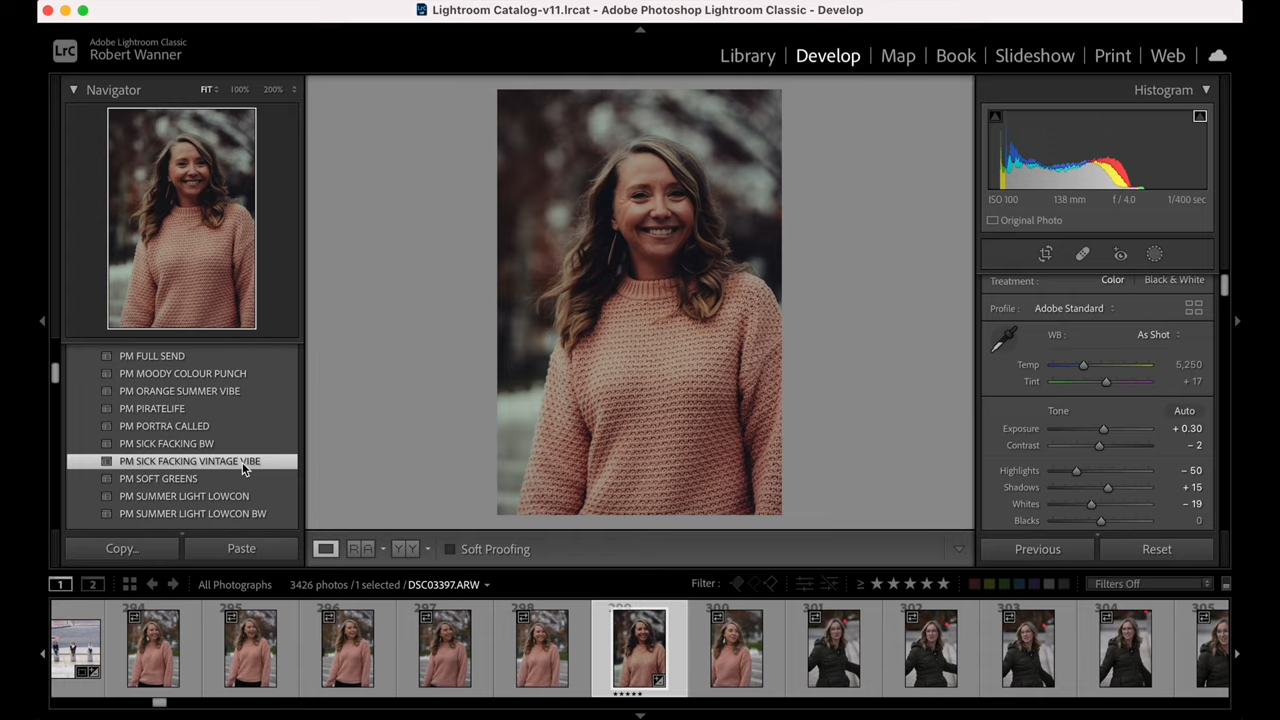 Lightroom Catalog-v11.lrcat - Adobe Photoshop Lightroom Classic - Develop
LrC
Adobe Lightroom Classic
Robert Wanner
Library
Develop
Map
Book
Slideshow
Print
Web
Navigator
FIT
100%
200%
Histogram
ISO 100
138 mm
f / 4.0
1/400 sec
Original Photo
Treatment :
Color
Black & White
Profile :
Adobe Standard
WB :
As Shot
Temp
5,250
Tint
+ 17
Tone
Auto
Exposure
+ 0.30
Contrast
– 2
Highlights
– 50
Shadows
+ 15
Whites
– 19
Blacks
0
PM FULL SEND
PM MOODY COLOUR PUNCH
PM ORANGE SUMMER VIBE
PM PIRATELIFE
PM PORTRA CALLED
PM SICK FACKING BW
PM SICK FACKING VINTAGE VIBE
PM SOFT GREENS
PM SUMMER LIGHT LOWCON
PM SUMMER LIGHT LOWCON BW
Copy...
Paste
R A
Y Y
Soft Proofing
Previous
Reset
1
2
All Photographs
3426 photos / 1 selected / DSC03397.ARW
Filter :
≥ ★★★★★
Filters Off
294
295
296
297
298
299
300
301
302
303
304
305